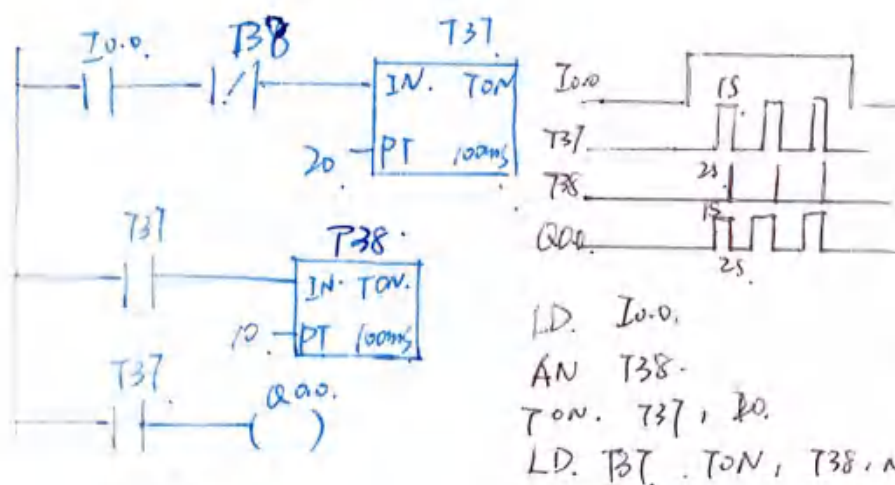 I0.0. T38 T37
IN. TON
20 PT 100ms
T37
T38.
IN. TON.
10. PT 100ms
T37 Q0.0.
( )
I0.0 1S.
T37
2S.
T38
1S
Q0.0
2S.
LD. I0.0.
AN T38.
TON. T37,
LD. T37. TON, T38,